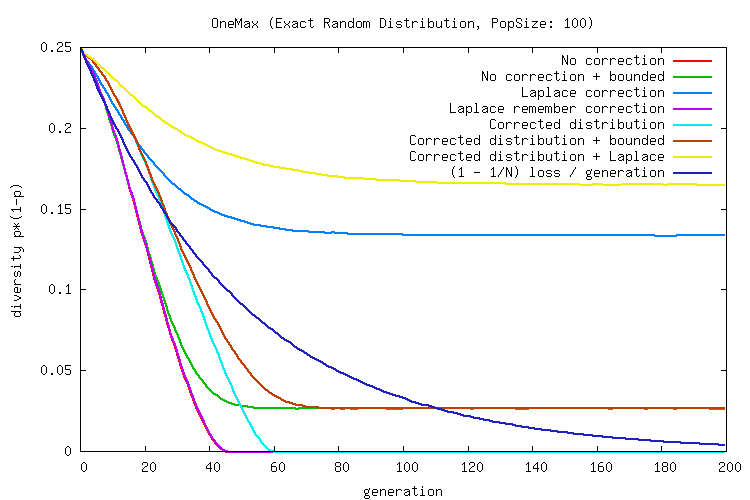 OneMax (Exact Random Distribution, PopSize: 100)
No correction
No correction + bounded
Laplace correction
Laplace remember correction
Corrected distribution
Corrected distribution + bounded
Corrected distribution + Laplace
(1 - 1/N) loss / generation
diversity p*(1-p)
0.25
0.2
0.15
0.1
0.05
0
0 20 40 60 80 100 120 140 160 180 200
generation